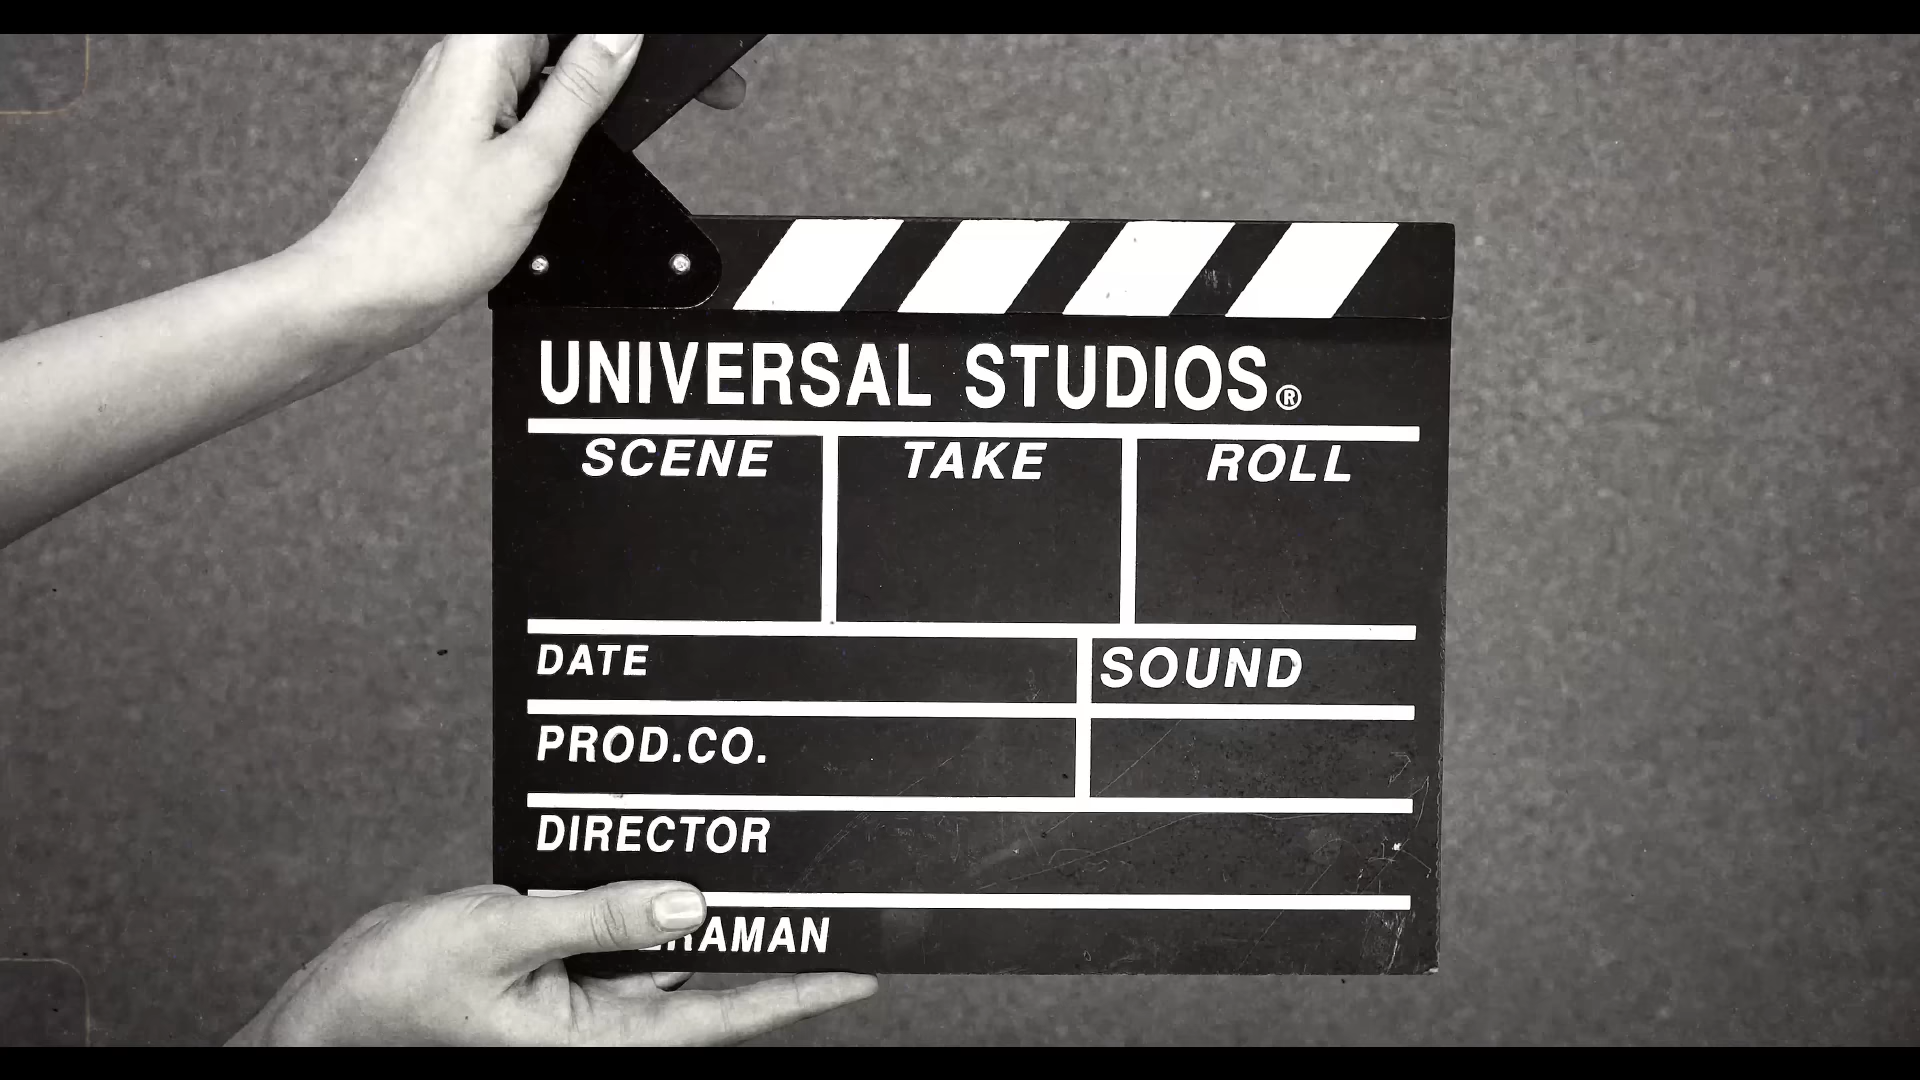 UNIVERSAL STUDIOS®
SCENE TAKE ROLL
DATE SOUND
PROD.CO.
DIRECTOR